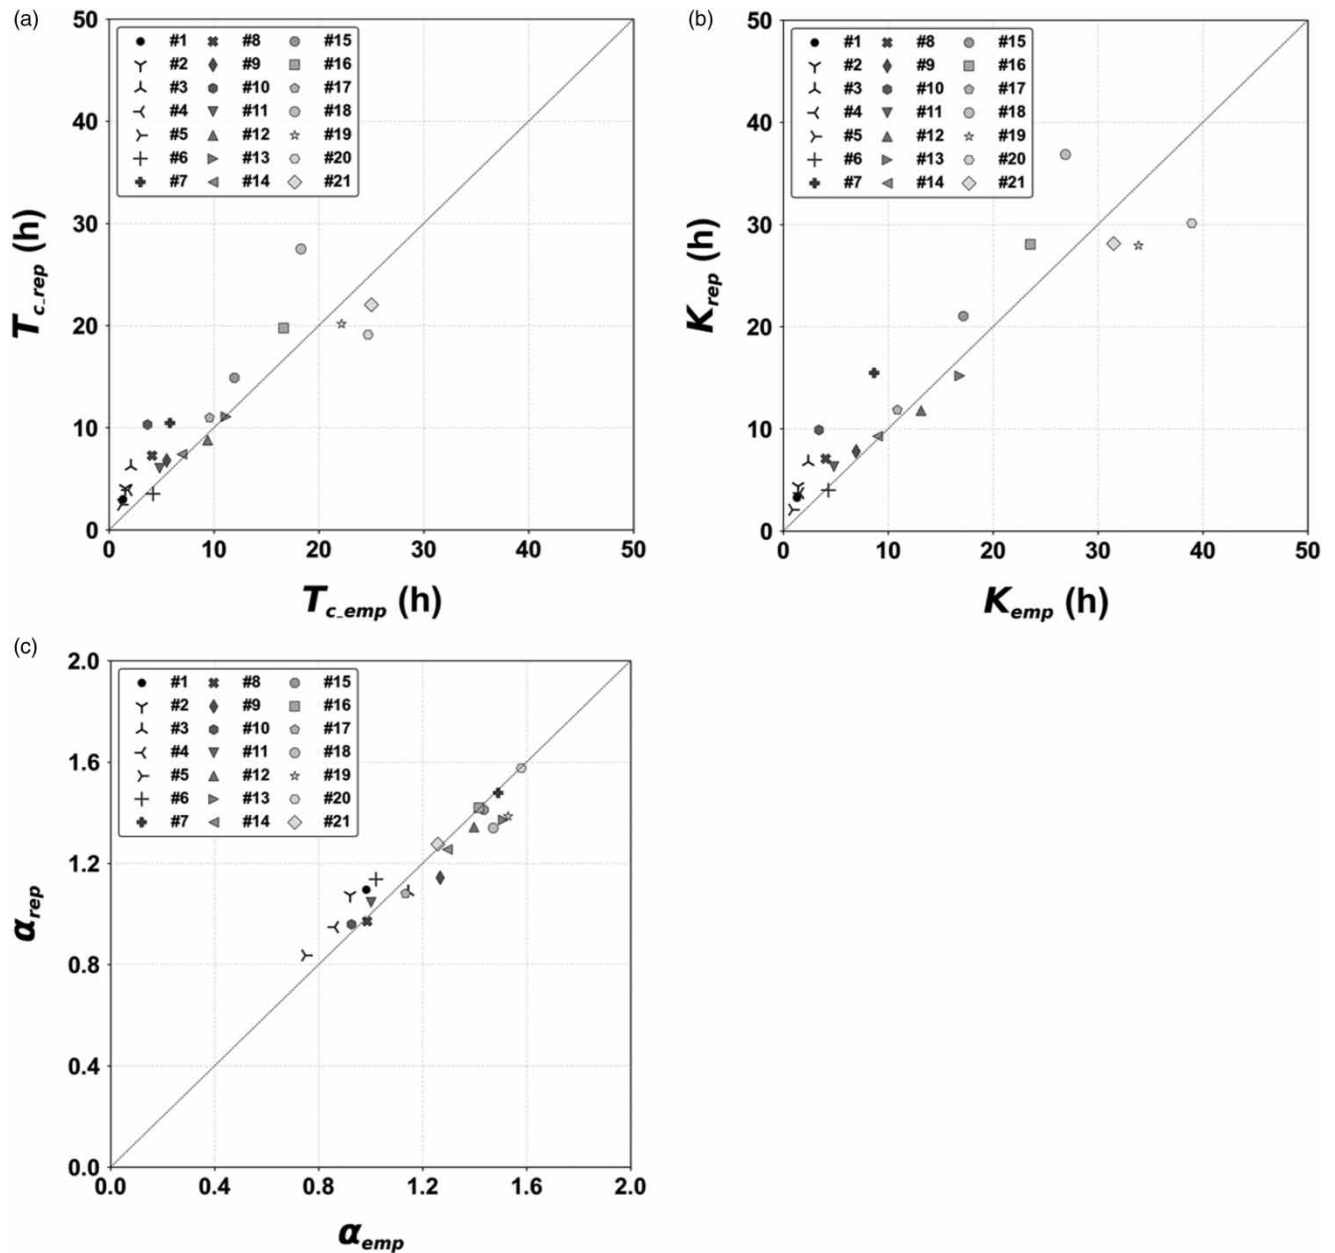 (a)
50
40
30
20
10
0
#1 #8 #15
#2 #9 #16
#3 #10 #17
#4 #11 #18
#5 #12 #19
#6 #13 #20
#7 #14 #21
T_c_rep (h)
0 10 20 30 40 50
T_c_emp (h)
(b)
50
40
30
20
10
0
#1 #8 #15
#2 #9 #16
#3 #10 #17
#4 #11 #18
#5 #12 #19
#6 #13 #20
#7 #14 #21
K_rep (h)
0 10 20 30 40 50
K_emp (h)
(c)
2.0
1.6
1.2
0.8
0.4
0.0
#1 #8 #15
#2 #9 #16
#3 #10 #17
#4 #11 #18
#5 #12 #19
#6 #13 #20
#7 #14 #21
α_rep
0.0 0.4 0.8 1.2 1.6 2.0
α_emp